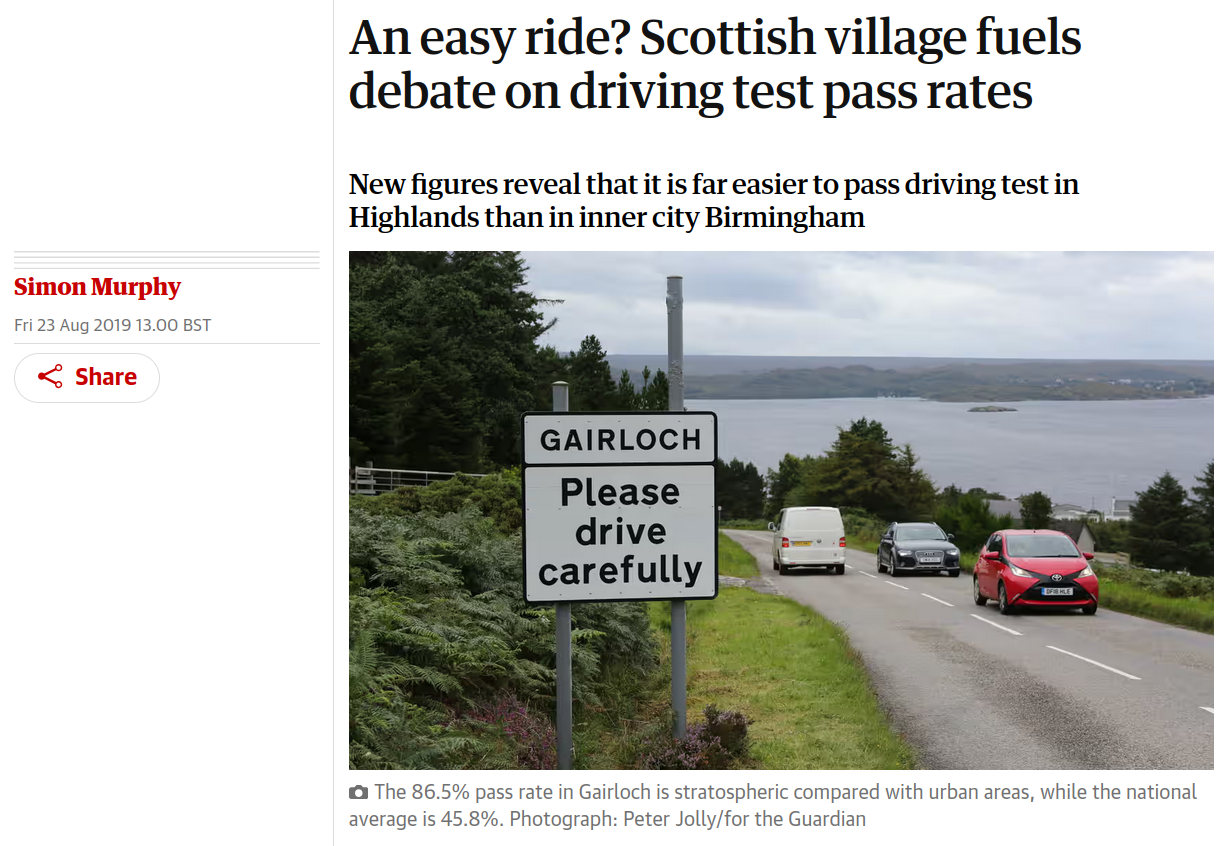 An easy ride? Scottish village fuels
debate on driving test pass rates
New figures reveal that it is far easier to pass driving test in
Highlands than in inner city Birmingham
Simon Murphy
Fri 23 Aug 2019 13.00 BST
Share
GAIRLOCH
Please
drive
carefully
The 86.5% pass rate in Gairloch is stratospheric compared with urban areas, while the national
average is 45.8%. Photograph: Peter Jolly/for the Guardian